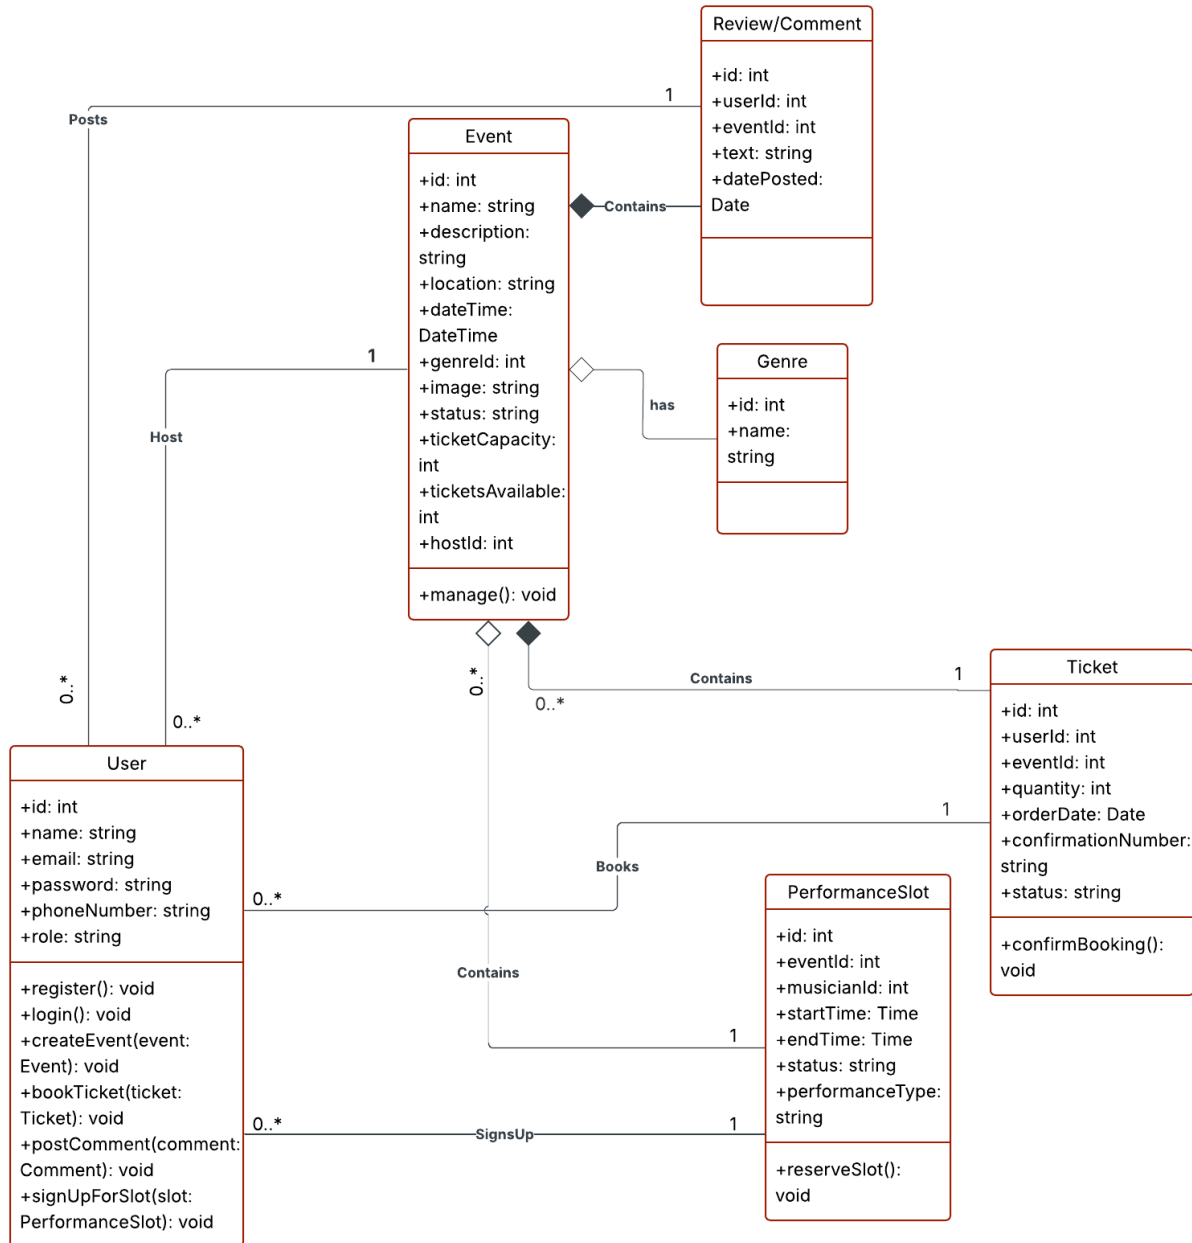 Review/Comment
+id: int
+userId: int
+eventId: int
+text: string
+datePosted:
Date
1
Posts
Event
+id: int
+name: string
+description:
string
+location: string
+dateTime:
DateTime
+genreId: int
+image: string
+status: string
+ticketCapacity:
int
+ticketsAvailable:
int
+hostId: int
+manage(): void
Contains
Genre
+id: int
+name:
string
has
1
Host
0..*
0..*
0..*
0..*
Contains
1
Ticket
+id: int
+userId: int
+eventId: int
+quantity: int
+orderDate: Date
+confirmationNumber:
string
+status: string
+confirmBooking():
void
User
+id: int
+name: string
+email: string
+password: string
+phoneNumber: string
+role: string
+register(): void
+login(): void
+createEvent(event:
Event): void
+bookTicket(ticket:
Ticket): void
+postComment(comment:
Comment): void
+signUpForSlot(slot:
PerformanceSlot): void
0..*
Books
1
Contains
1
0..*
SignsUp
1
PerformanceSlot
+id: int
+eventId: int
+musicianId: int
+startTime: Time
+endTime: Time
+status: string
+performanceType:
string
+reserveSlot():
void